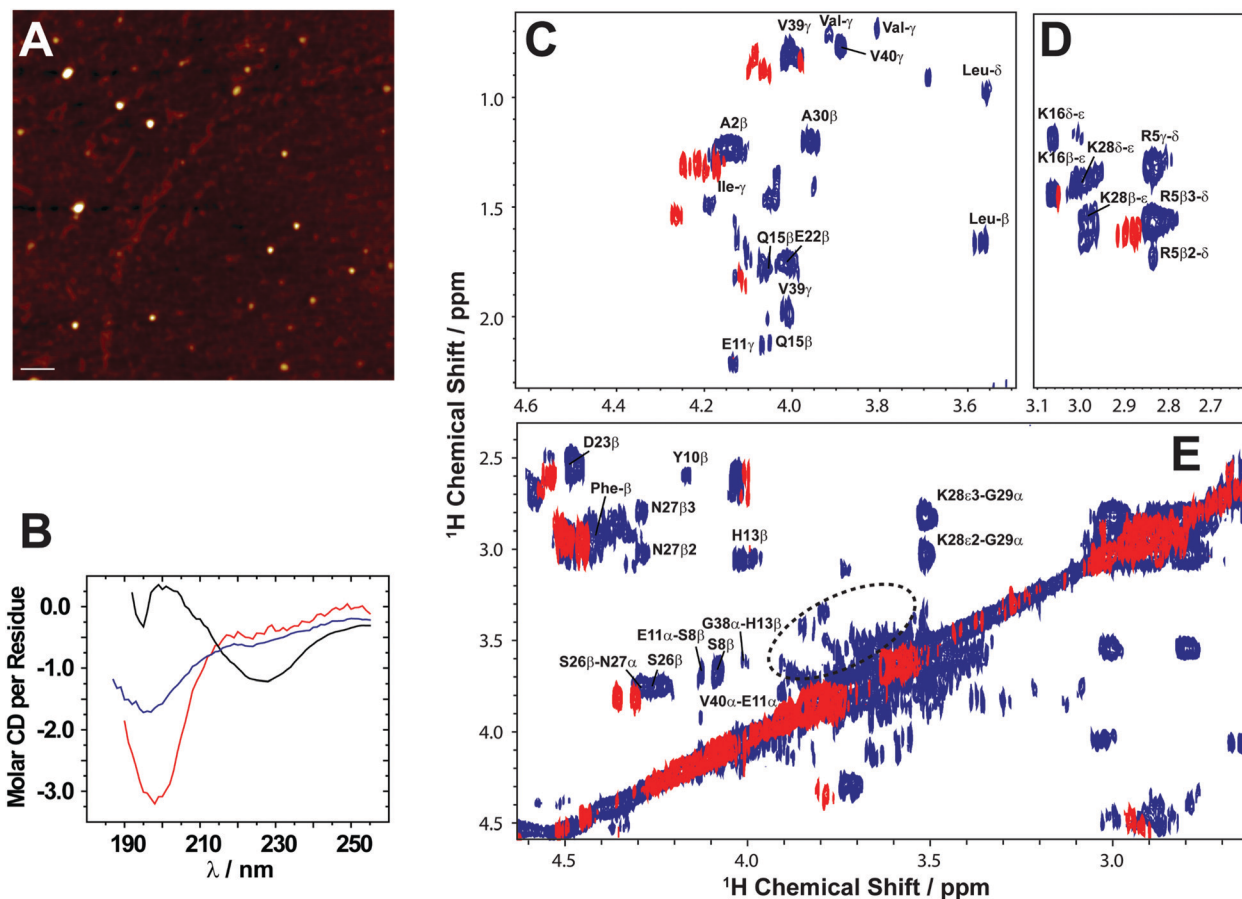 A
B
0.0
-1.0
-2.0
-3.0
Molar CD per Residue
190 210 230 250
λ / nm
C
V39γ
Val-γ
Val-γ
V40γ
Leu-δ
A2β
A30β
Ile-γ
Leu-β
Q15β
E22β
V39γ
E11γ
Q15β
1.0
1.5
2.0
4.6 4.4 4.2 4.0 3.8 3.6
¹H Chemical Shift / ppm
D
K16δ-ε
K28δ-ε
R5γ-δ
K16β-ε
K28β-ε
R5β3-δ
R5β2-δ
3.1 3.0 2.9 2.8 2.7
E
D23β
Y10β
Phe-β
N27β3
K28ε3-G29α
N27β2
H13β
K28ε2-G29α
G38α-H13β
E11α-S8β
S8β
S26β-N27α
S26β
V40α-E11α
2.5
3.0
3.5
4.0
4.5
4.5 4.0 3.5 3.0
¹H Chemical Shift / ppm